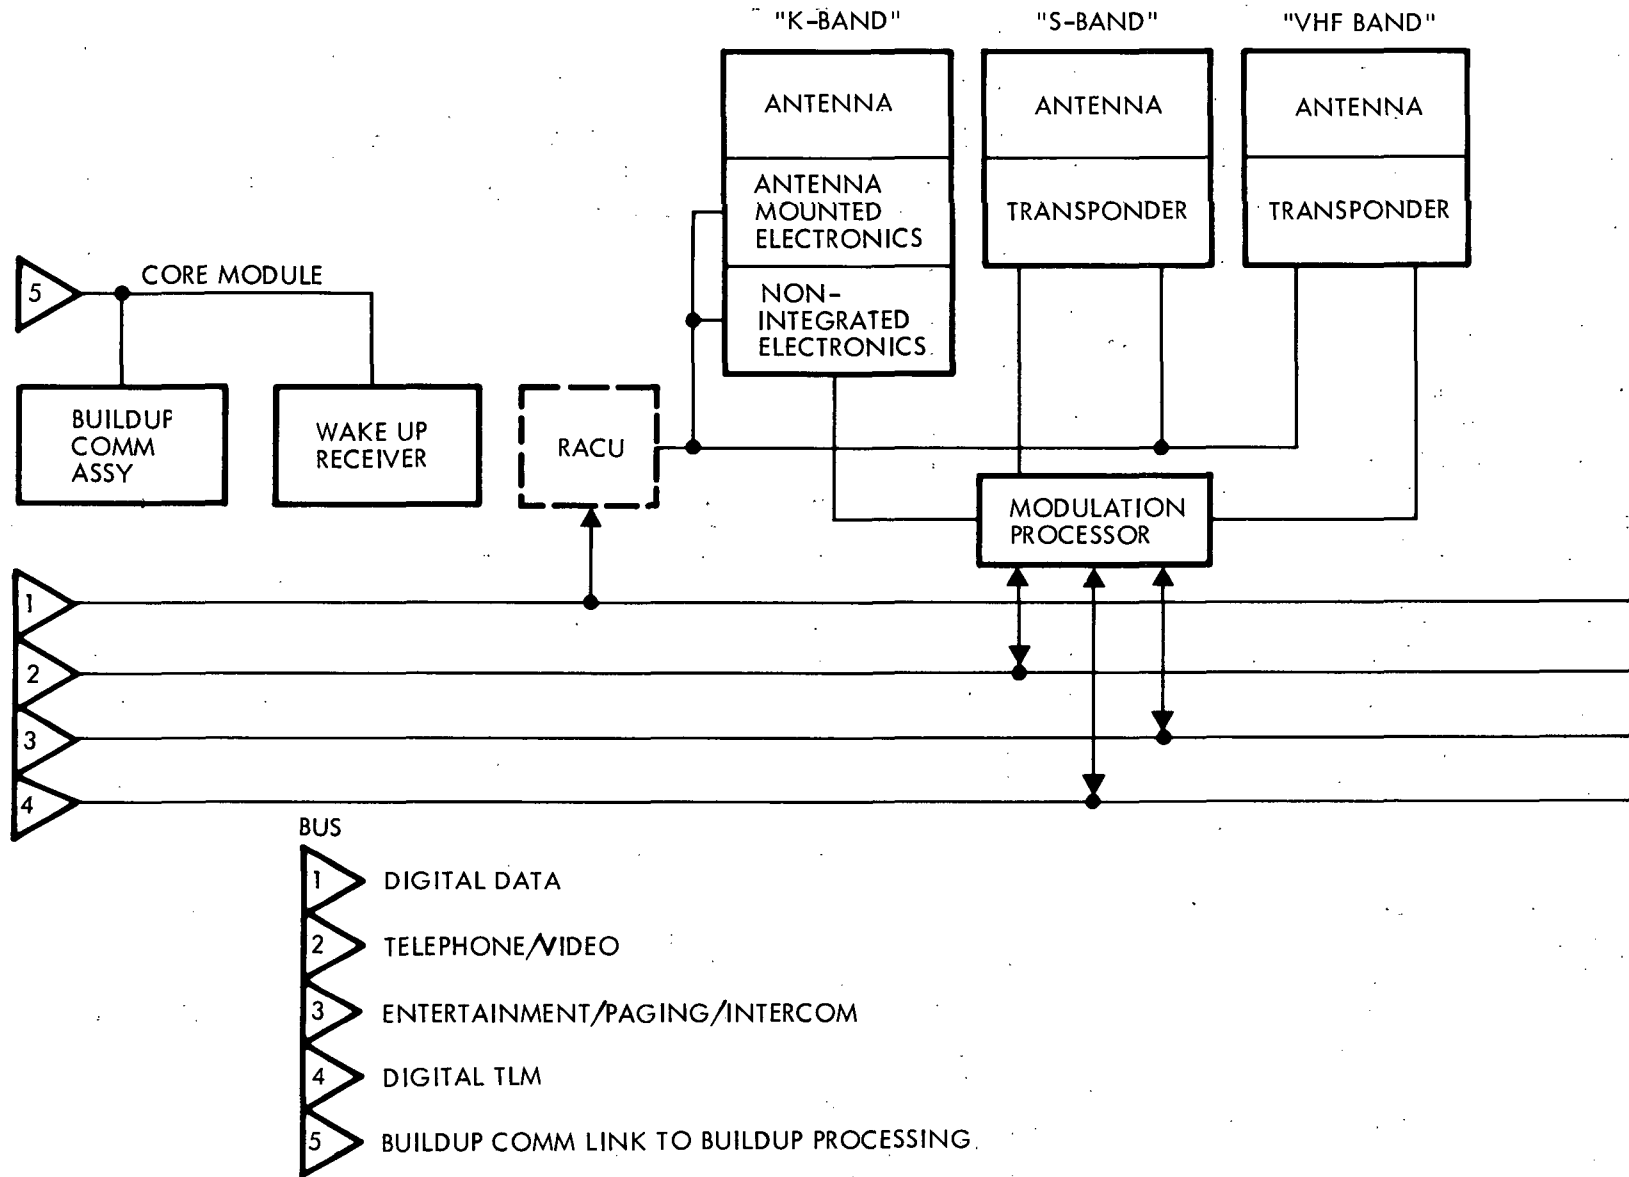 "K-BAND"
"S-BAND"
"VHF BAND"
ANTENNA
ANTENNA
MOUNTED
ELECTRONICS
NON-
INTEGRATED
ELECTRONICS
ANTENNA
TRANSPONDER
ANTENNA
TRANSPONDER
5
CORE MODULE
BUILDUP
COMM
ASSY
WAKE UP
RECEIVER
RACU
MODULATION
PROCESSOR
1
2
3
4
BUS
1 DIGITAL DATA
2 TELEPHONE/VIDEO
3 ENTERTAINMENT/PAGING/INTERCOM
4 DIGITAL TLM
5 BUILDUP COMM LINK TO BUILDUP PROCESSING